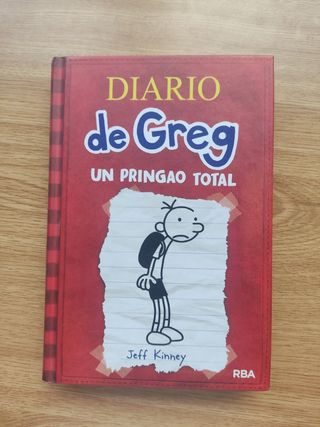 DIARIO
de Greg
UN PRINGAO TOTAL
Jeff Kinney
RBA